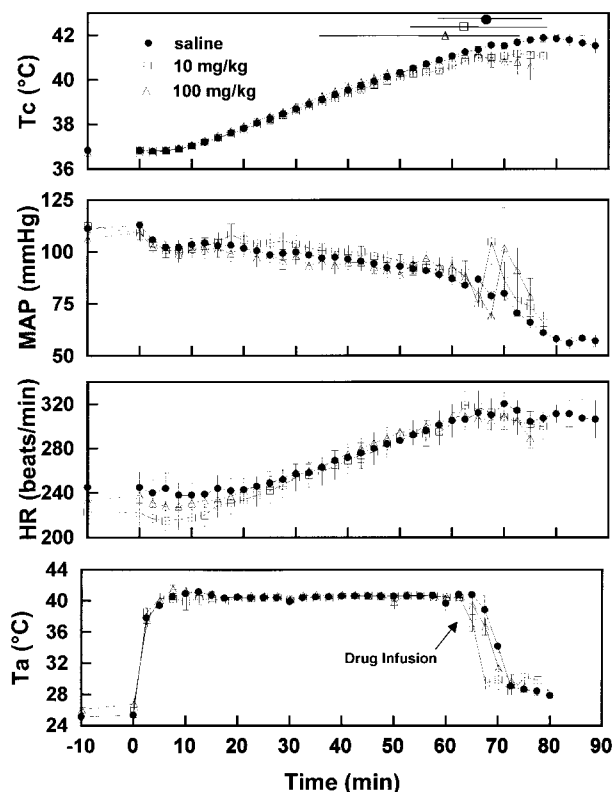 42
40
38
36
Tc (°C)
saline
10 mg/kg
100 mg/kg
125
100
75
50
MAP (mmHg)
320
280
240
200
HR (beats/min)
44
40
36
32
28
24
Ta (°C)
Drug Infusion
-10 0 10 20 30 40 50 60 70 80 90
Time (min)